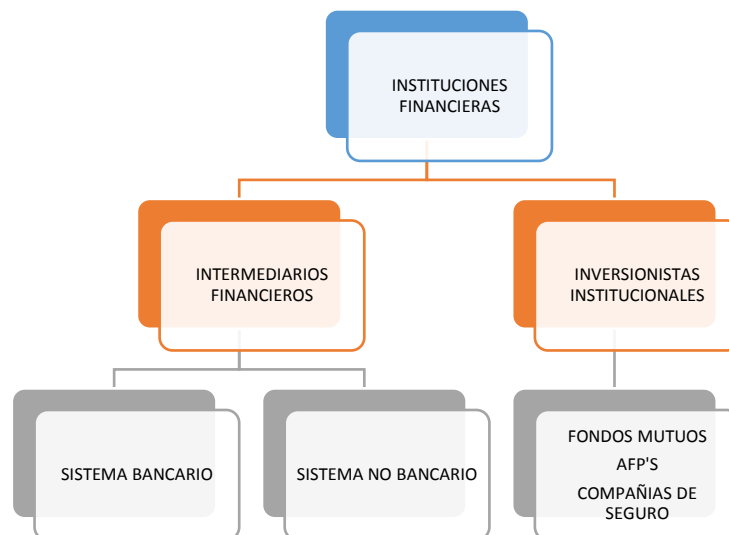 INSTITUCIONES
FINANCIERAS
INTERMEDIARIOS
FINANCIEROS
INVERSIONISTAS
INSTITUCIONALES
SISTEMA BANCARIO
SISTEMA NO BANCARIO
FONDOS MUTUOS
AFP'S
COMPAÑIAS DE
SEGURO